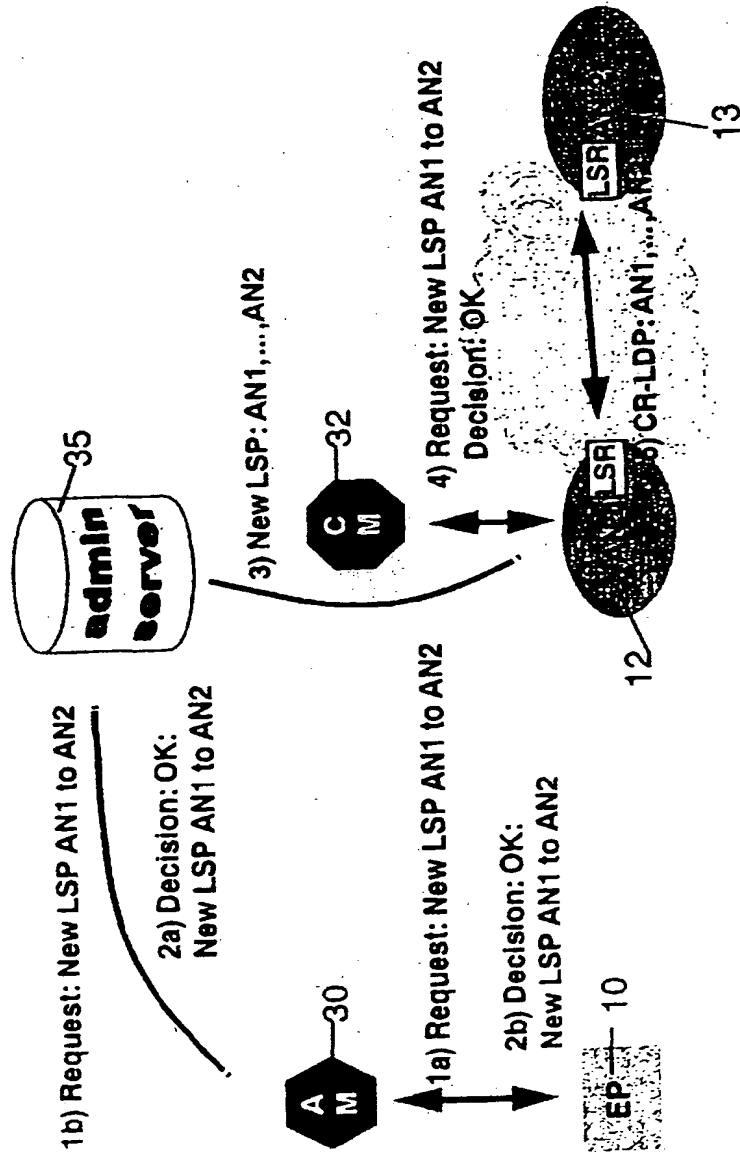 1b) Request: New LSP AN1 to AN2
2a) Decision: OK:
New LSP AN1 to AN2
admin
server
35
3) New LSP: AN1,...,AN2
A
M
30
C
M
32
1a) Request: New LSP AN1 to AN2
2b) Decision: OK:
New LSP AN1 to AN2
4) Request: New LSP AN1 to AN2
Decision: OK
EP
10
LSR
12
LSR
13
CR-LDP: AN1,...,AN